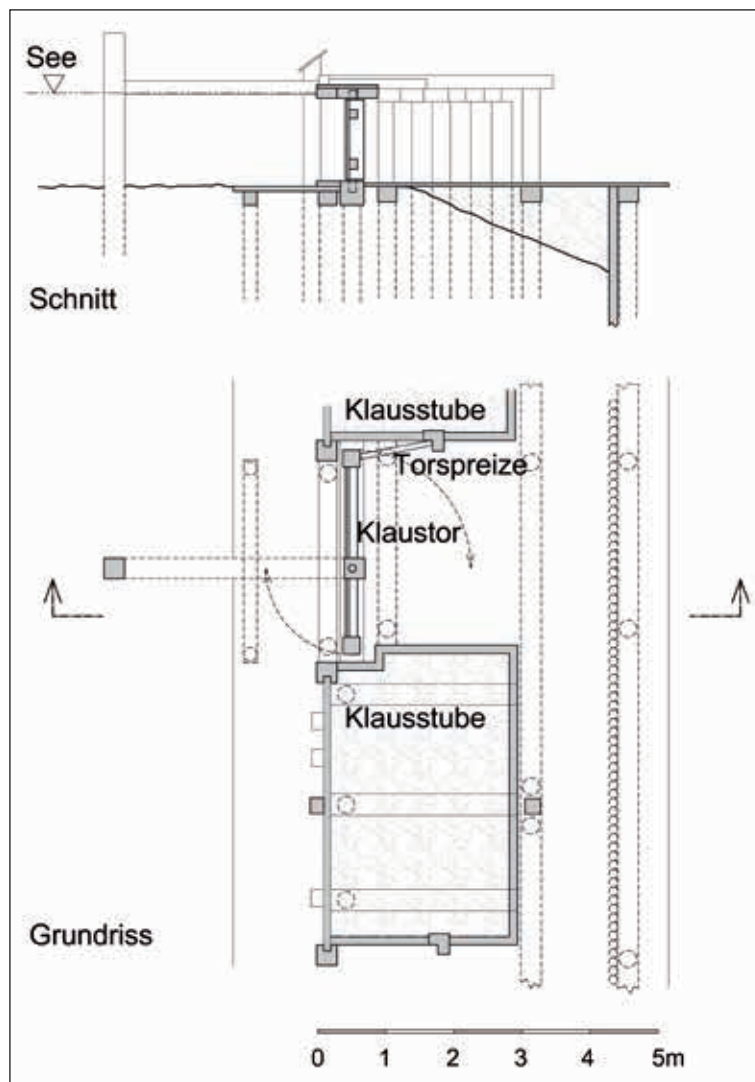 See
Schnitt
Klausstube
Torspreize
Klaustor
Klausstube
Grundriss
0 1 2 3 4 5m